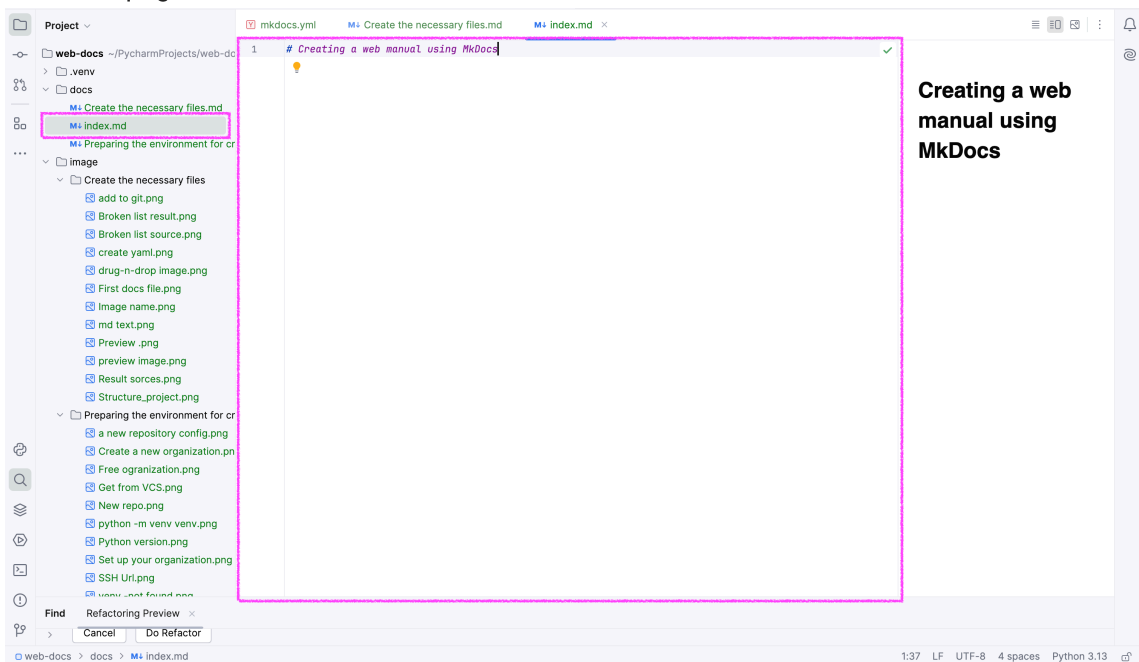 Project
mkdocs.yml
M↓ Create the necessary files.md
M↓ index.md
web-docs ~/PycharmProjects/web-do
.venv
docs
M↓ Create the necessary files.md
M↓ index.md
M↓ Preparing the environment for cr
image
Create the necessary files
add to git.png
Broken list result.png
Broken list source.png
create yaml.png
drug-n-drop image.png
First docs file.png
Image name.png
md text.png
Preview .png
preview image.png
Result sorces.png
Structure_project.png
Preparing the environment for cr
a new repository config.png
Create a new organization.pn
Free ogranization.png
Get from VCS.png
New repo.png
python -m venv venv.png
Python version.png
Set up your organization.png
SSH Url.png
venv -not found.png
1 # Creating a web manual using MkDocs
Creating a web
manual using
MkDocs
Find Refactoring Preview
Cancel Do Refactor
web-docs > docs > M↓ index.md
1:37 LF UTF-8 4 spaces Python 3.13